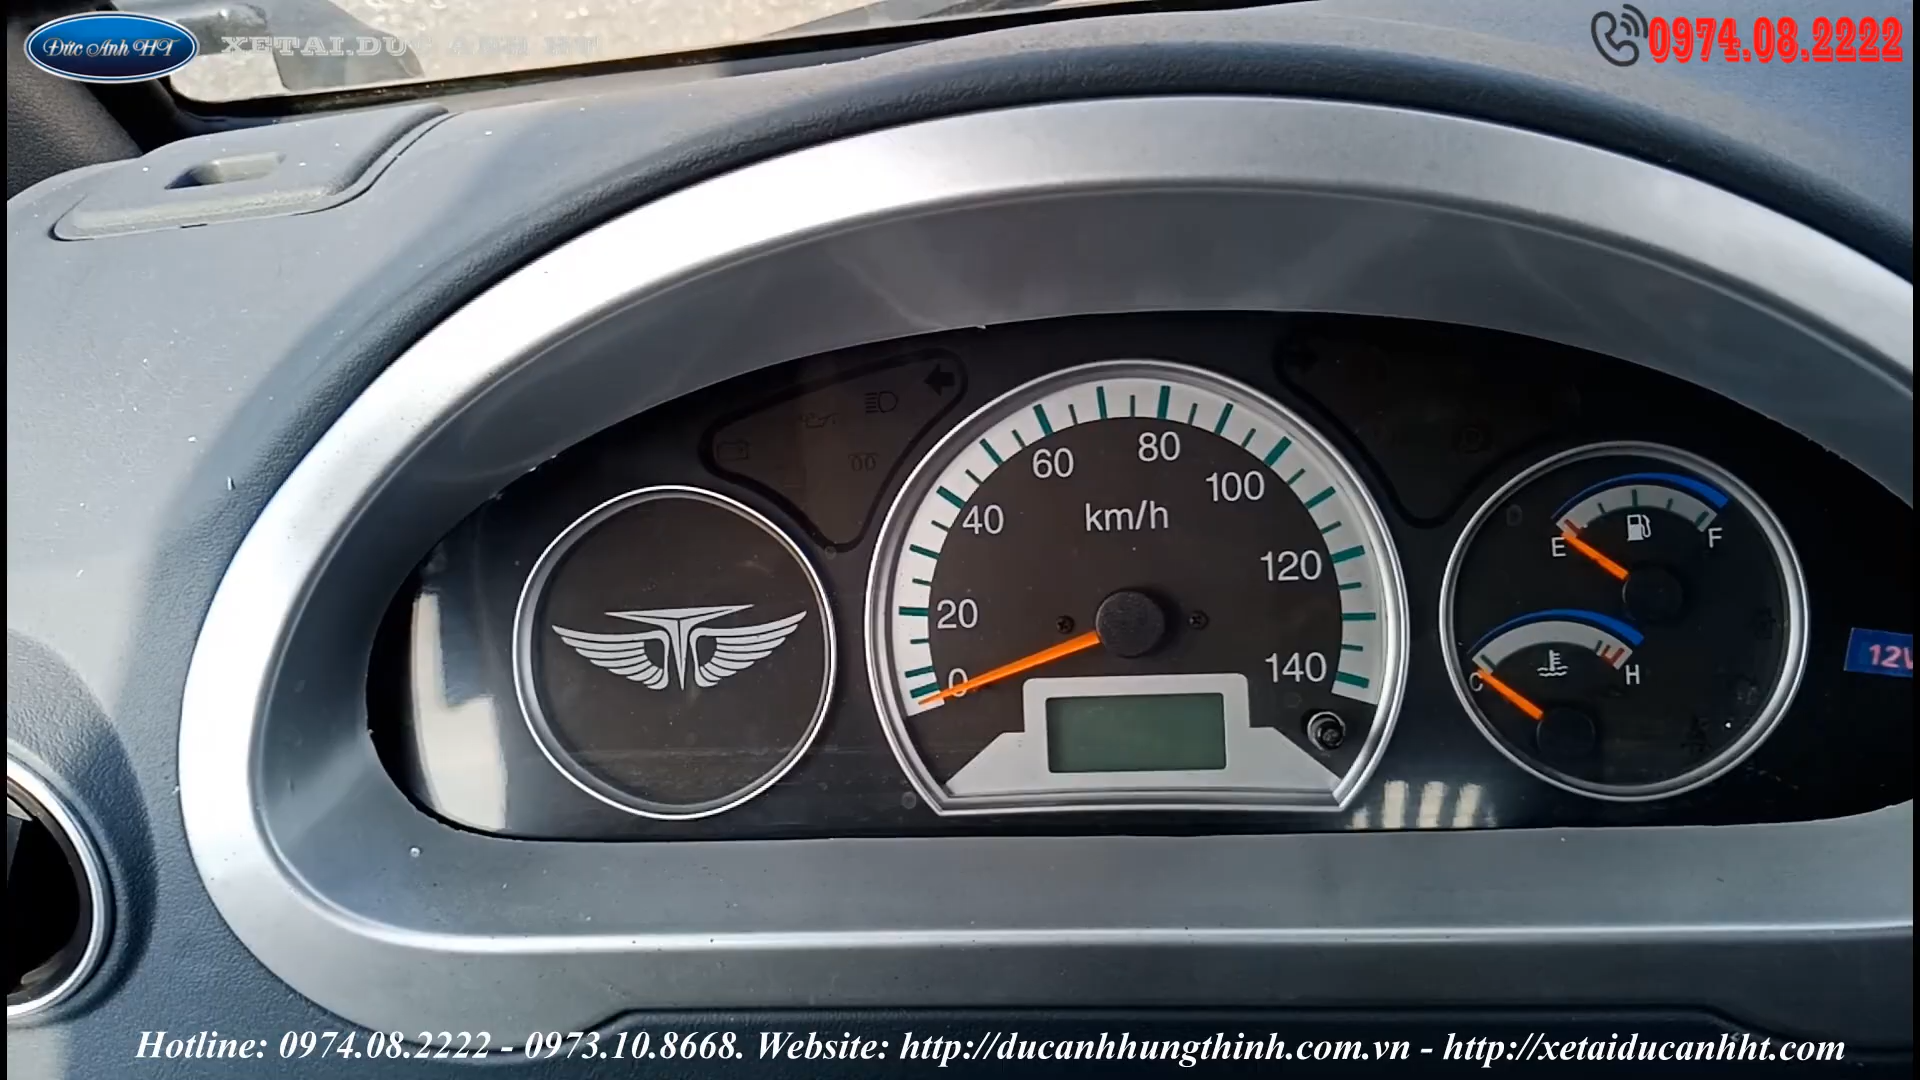 Đức Anh HT
XETAI.DUC ANH HT
0974.08.2222
0
20
40
60
80
100
120
140
km/h
E
F
C
H
12V
Hotline: 0974.08.2222 - 0973.10.8668. Website: http://ducanhhungthinh.com.vn - http://xetaiducanhht.com